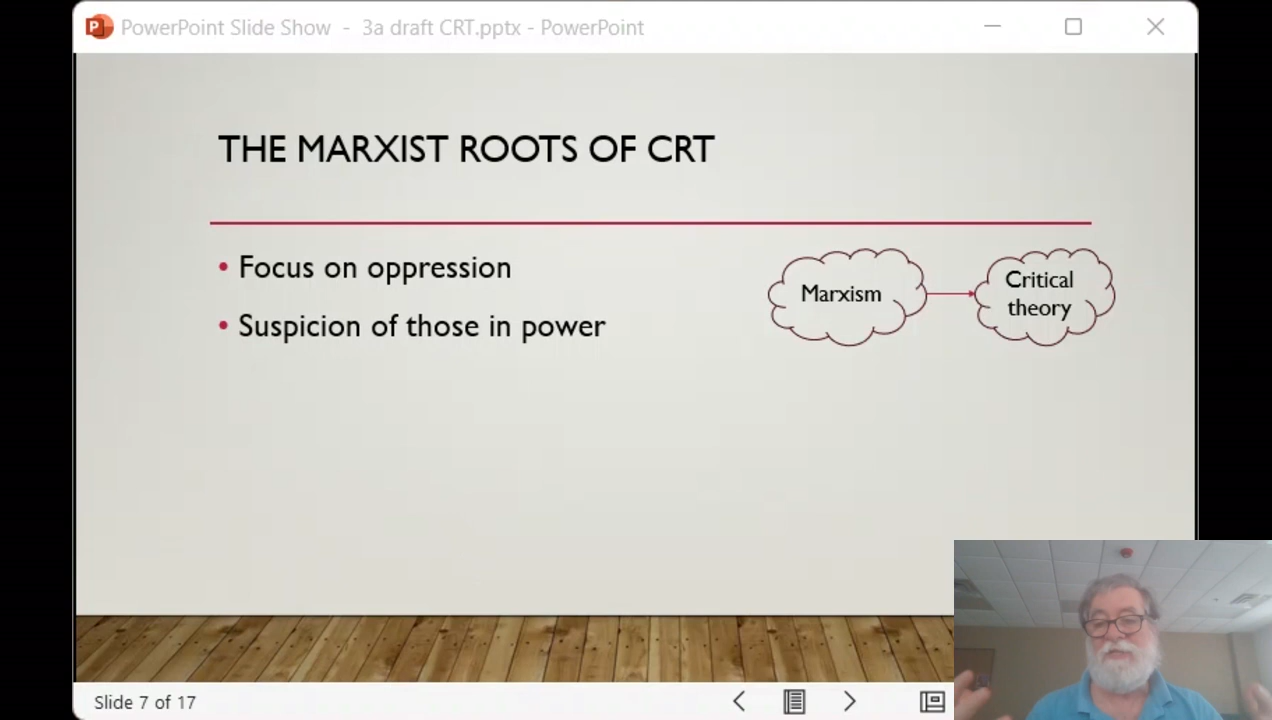 P PowerPoint Slide Show - 3a draft CRT.pptx - PowerPoint
THE MARXIST ROOTS OF CRT
• Focus on oppression
• Suspicion of those in power
Marxism
Critical
theory
Slide 7 of 17